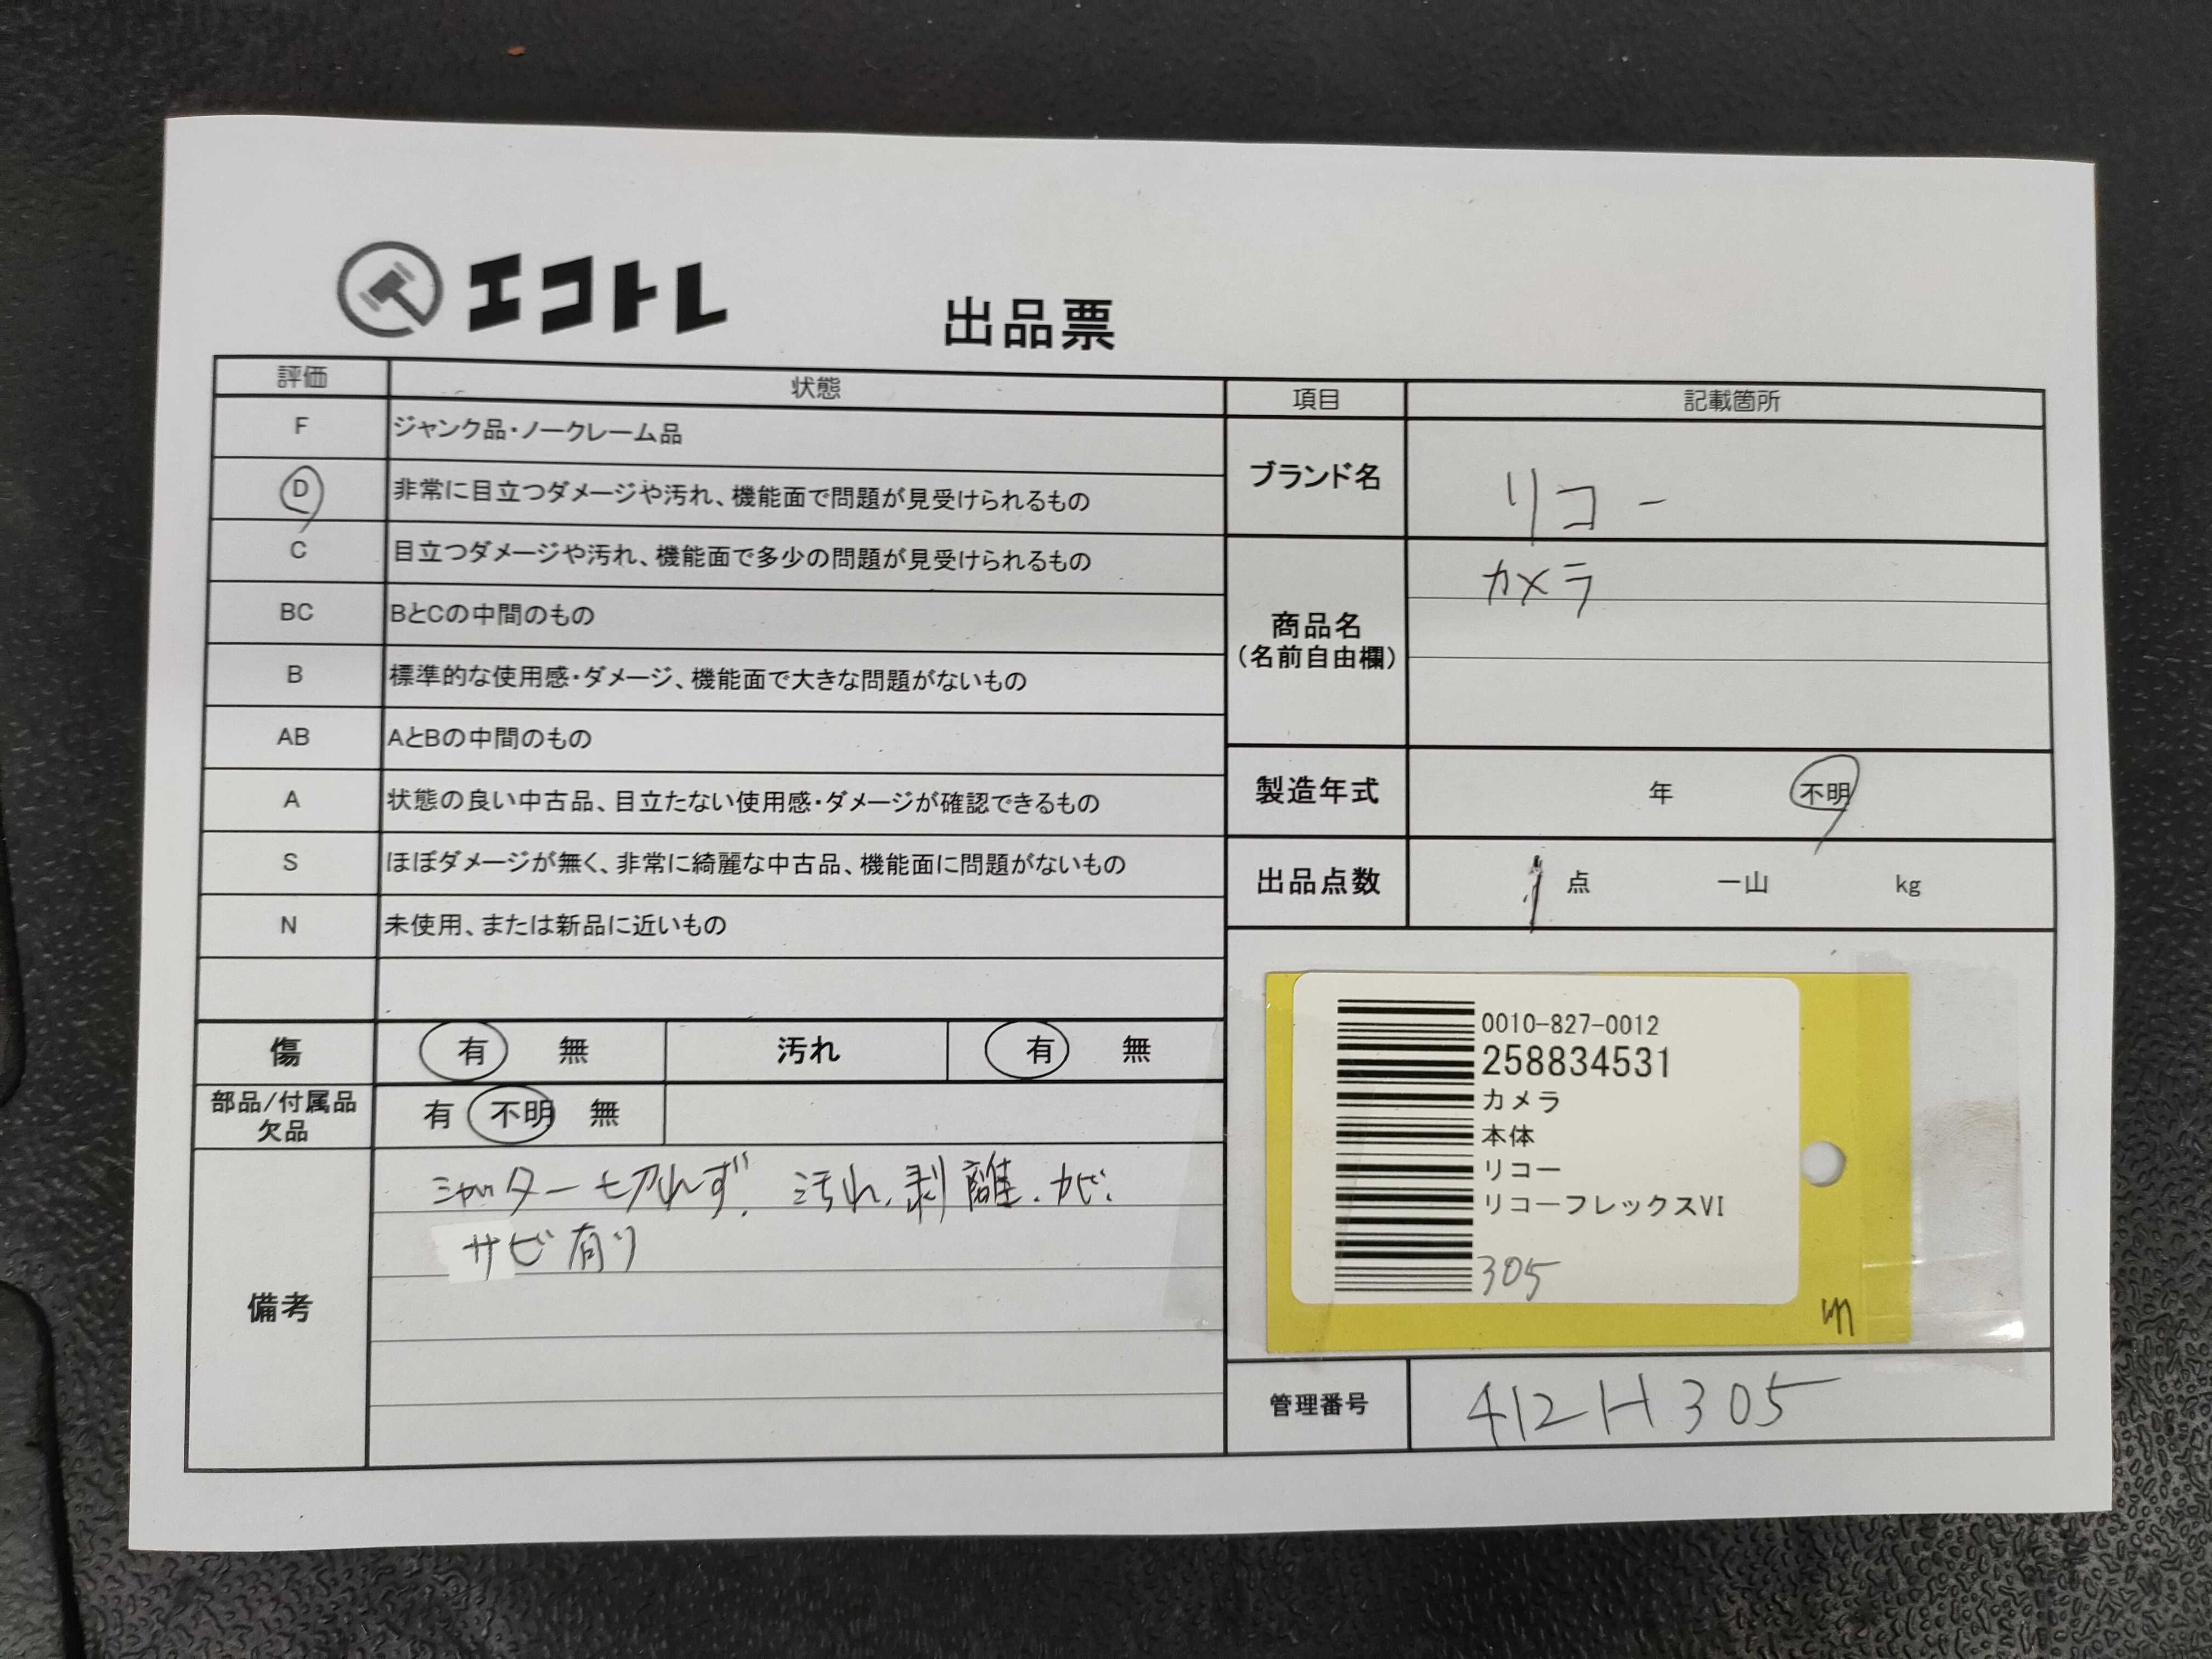 エコトレ
出品票
評価 状態
F ジャンク品・ノークレーム品
D 非常に目立つダメージや汚れ、機能面で問題が見受けられるもの
C 目立つダメージや汚れ、機能面で多少の問題が見受けられるもの
BC BとCの中間のもの
B 標準的な使用感・ダメージ、機能面で大きな問題がないもの
AB AとBの中間のもの
A 状態の良い中古品、目立たない使用感・ダメージが確認できるもの
S ほぼダメージが無く、非常に綺麗な中古品、機能面に問題がないもの
N 未使用、または新品に近いもの
傷 有 無 汚れ 有 無
部品/付属品
欠品
有 不明 無
備考
シャッター切れず、汚れ、剥離、カビ、
サビ有り
項目 記載箇所
ブランド名 リコー
商品名
(名前自由欄)
カメラ
製造年式 年 不明
出品点数 1 点 一山 kg
0010-827-0012
258834531
カメラ
本体
リコー
リコーフレックスVI
305
管理番号 412H305